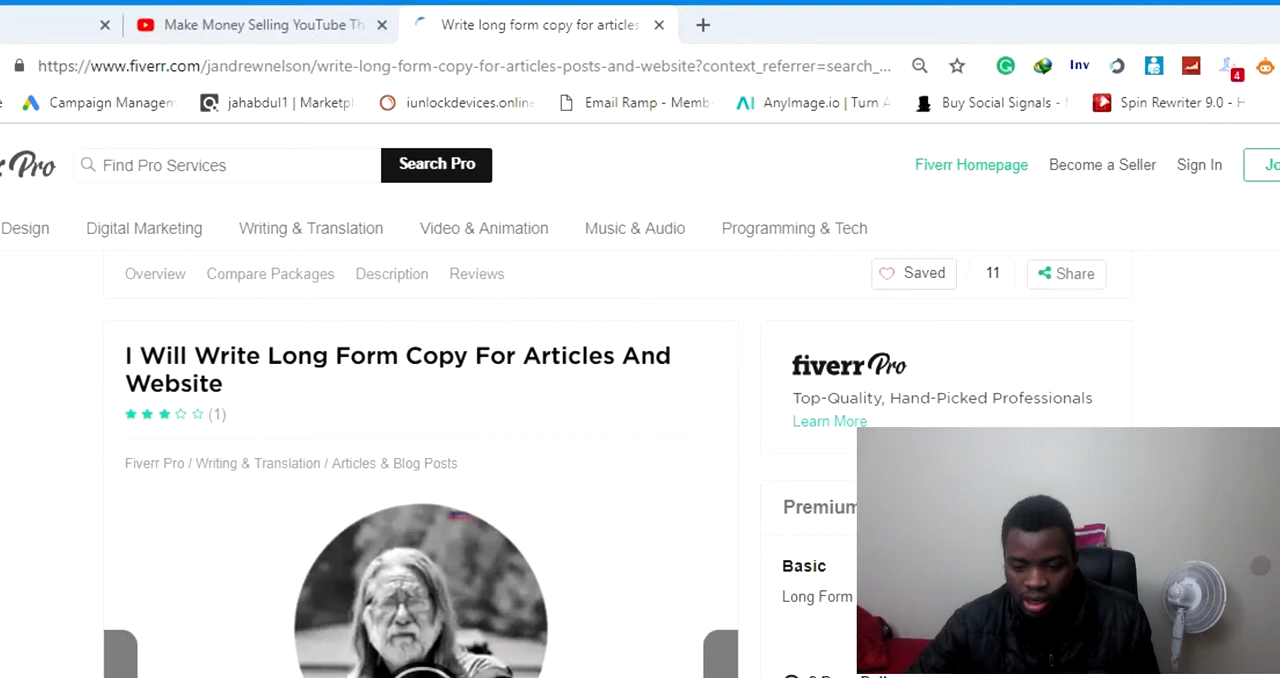 Make Money Selling YouTube Th
Write long form copy for articles
https://www.fiverr.com/jandrewnelson/write-long-form-copy-for-articles-posts-and-website?context_referrer=search_...
Inv
4
Campaign Managem
jahabdul1 | Marketpl
iunlockdevices.online
Email Ramp - Memb
AnyImage.io | Turn A
Buy Social Signals -
Spin Rewriter 9.0 - H
Pro
Find Pro Services
Search Pro
Fiverr Homepage
Become a Seller
Sign In
Jo
Design
Digital Marketing
Writing & Translation
Video & Animation
Music & Audio
Programming & Tech
Overview
Compare Packages
Description
Reviews
Saved
11
Share
I Will Write Long Form Copy For Articles And
Website
(1)
Fiverr Pro / Writing & Translation / Articles & Blog Posts
fiverr Pro
Top-Quality, Hand-Picked Professionals
Learn More
Premium
Basic
Long Form